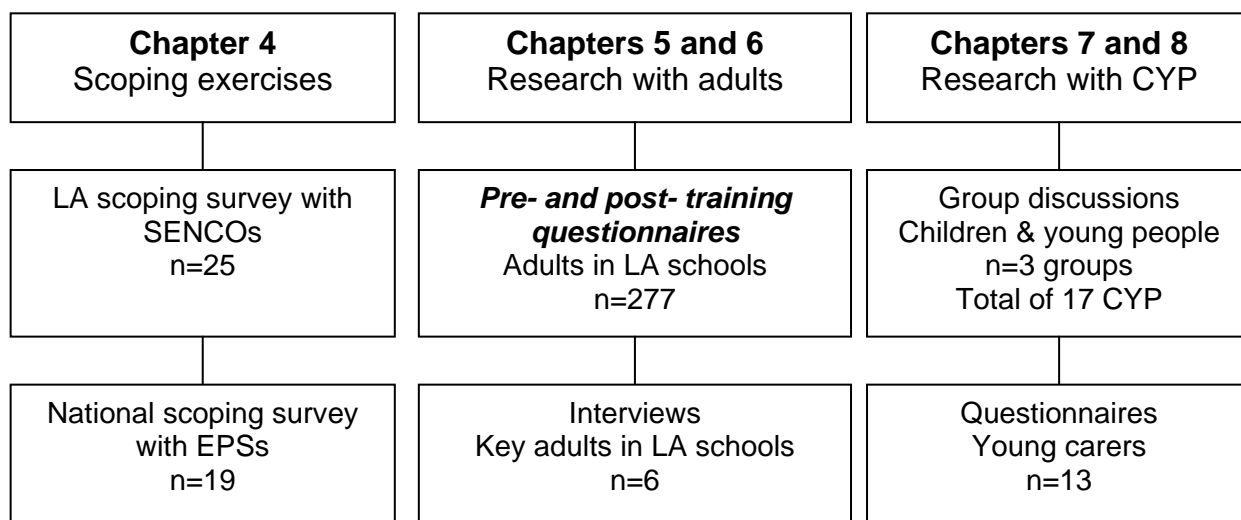 Chapter 4
Scoping exercises
LA scoping survey with
SENCOs
n=25
National scoping survey
with EPSs
n=19
Chapters 5 and 6
Research with adults
Pre- and post- training
questionnaires
Adults in LA schools
n=277
Interviews
Key adults in LA schools
n=6
Chapters 7 and 8
Research with CYP
Group discussions
Children & young people
n=3 groups
Total of 17 CYP
Questionnaires
Young carers
n=13